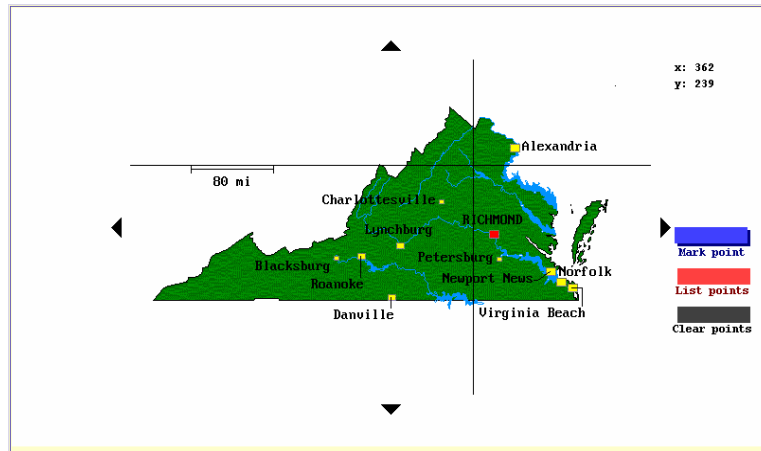 x: 362
y: 239
Alexandria
80 mi
Charlottesville
RICHMOND
Lynchburg
Petersburg
Mark point
Blacksburg
Norfolk
Newport News
Roanoke
List points
Danville
Virginia Beach
Clear points